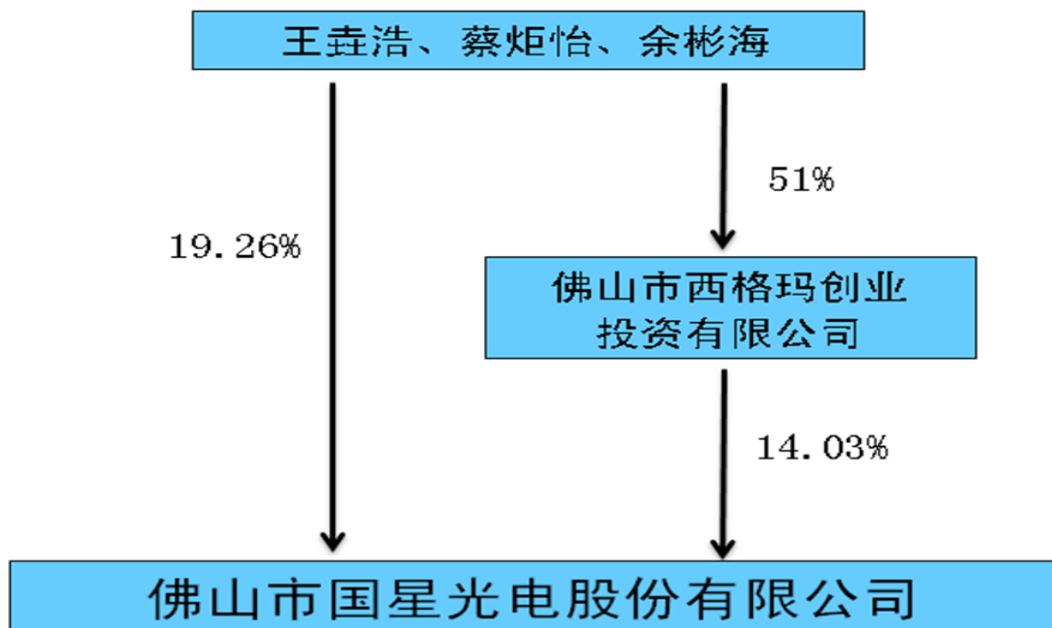 王垚浩、蔡炬怡、余彬海
51%
19.26%
佛山市西格玛创业
投资有限公司
14.03%
佛山市国星光电股份有限公司